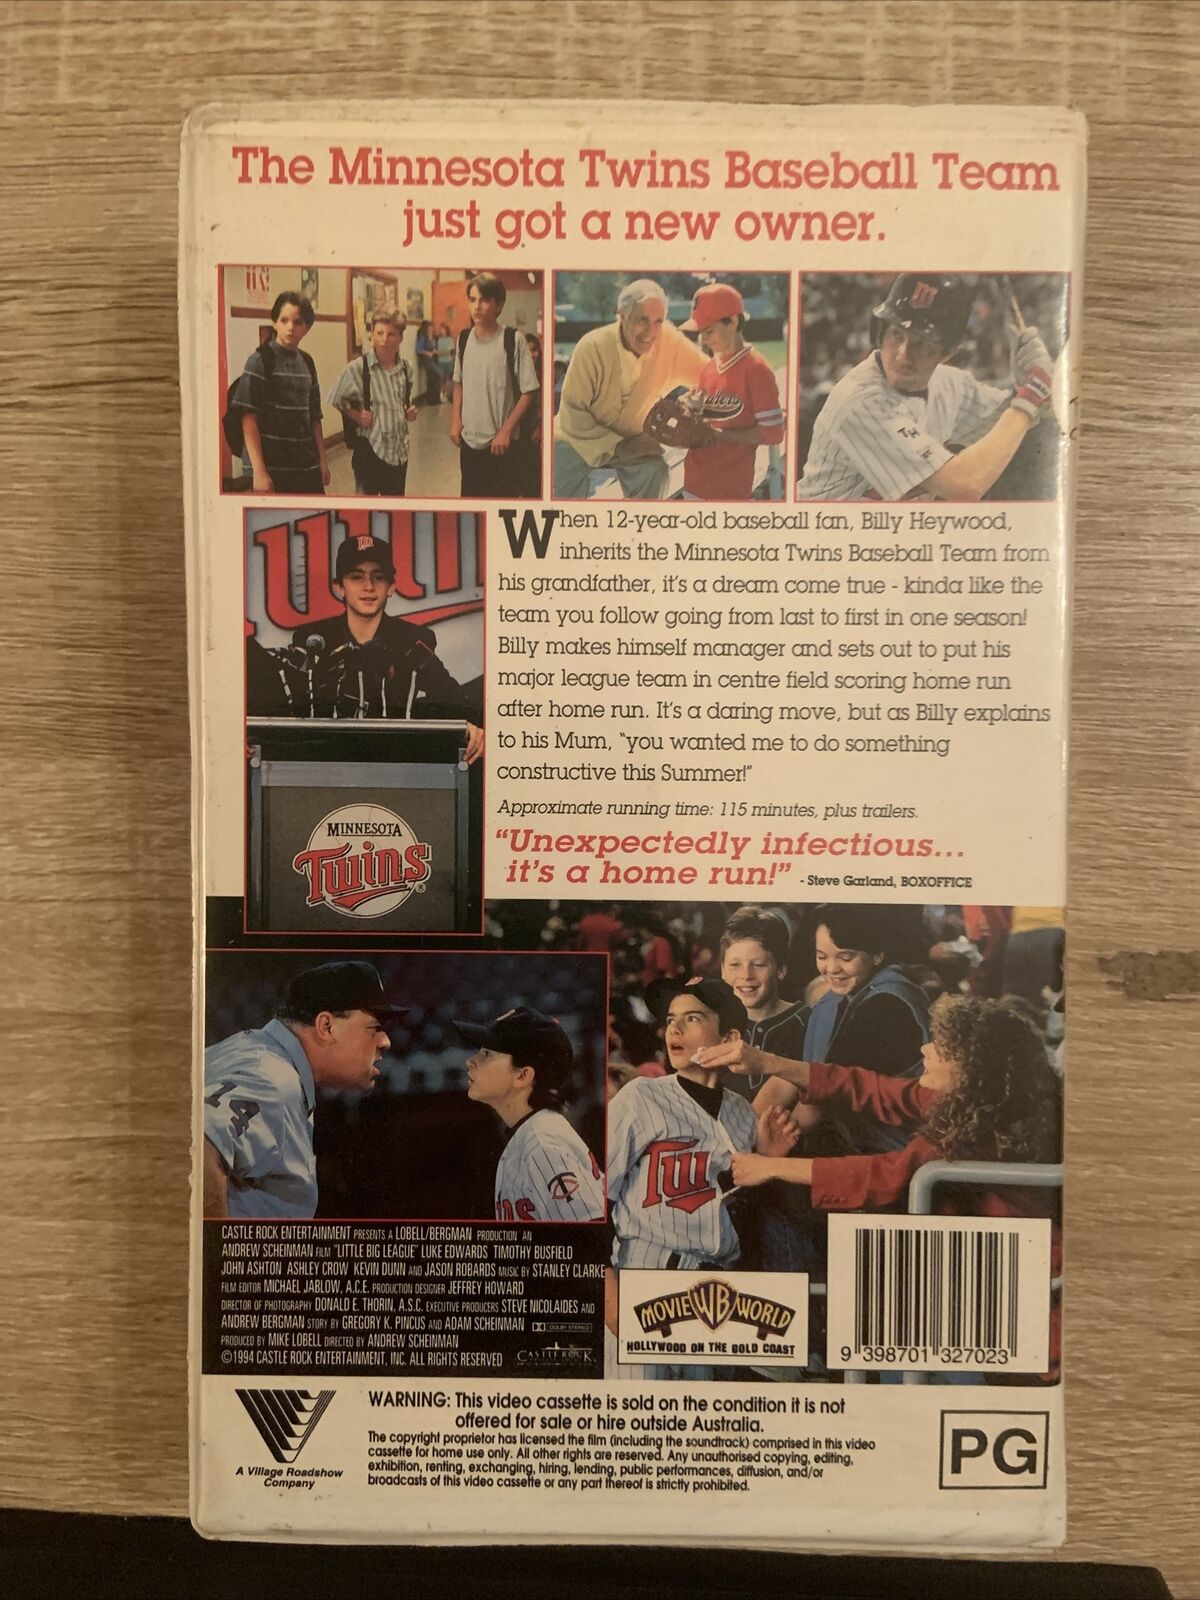 The Minnesota Twins Baseball Team
just got a new owner.
When 12-year-old baseball fan, Billy Heywood,
inherits the Minnesota Twins Baseball Team from
his grandfather, it's a dream come true - kinda like the
team you follow going from last to first in one season!
Billy makes himself manager and sets out to put his
major league team in centre field scoring home run
after home run. It's a daring move, but as Billy explains
to his Mum, "you wanted me to do something
constructive this Summer!"
Approximate running time: 115 minutes, plus trailers.
"Unexpectedly infectious...
it's a home run!" - Steve Garland, BOXOFFICE
MINNESOTA
Twins®
14
Twi
CASTLE ROCK ENTERTAINMENT PRESENTS A LOBELL/BERGMAN PRODUCTION AN
ANDREW SCHEINMAN FILM "LITTLE BIG LEAGUE" LUKE EDWARDS TIMOTHY BUSFIELD
JOHN ASHTON ASHLEY CROW KEVIN DUNN AND JASON ROBARDS MUSIC BY STANLEY CLARKE
FILM EDITOR MICHAEL JABLOW, A.C.E. PRODUCTION DESIGNER JEFFREY HOWARD
DIRECTOR OF PHOTOGRAPHY DONALD E. THORIN, A.S.C. EXECUTIVE PRODUCERS STEVE NICOLAIDES AND
ANDREW BERGMAN STORY BY GREGORY K. PINCUS AND ADAM SCHEINMAN DOLBY STEREO
PRODUCED BY MIKE LOBELL DIRECTED BY ANDREW SCHEINMAN
©1994 CASTLE ROCK ENTERTAINMENT, INC. ALL RIGHTS RESERVED CASTLE ROCK
MOVIE WB WORLD
HOLLYWOOD ON THE GOLD COAST
9 398701 327023
A Village Roadshow
Company
WARNING: This video cassette is sold on the condition it is not
offered for sale or hire outside Australia.
The copyright proprietor has licensed the film (including the soundtrack) comprised in this video
cassette for home use only. All other rights are reserved. Any unauthorised copying, editing,
exhibition, renting, exchanging, hiring, lending, public performances, diffusion, and/or
broadcasts of this video cassette or any part thereof is strictly prohibited.
PG